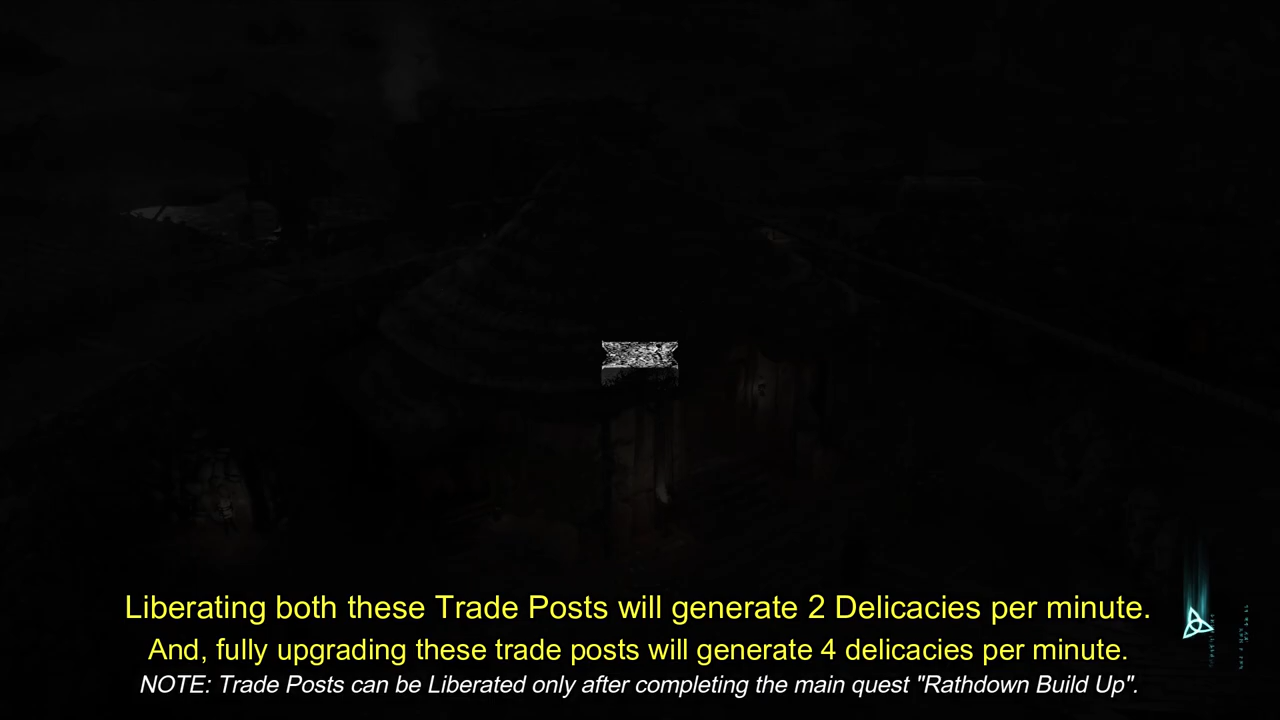 Liberating both these Trade Posts will generate 2 Delicacies per minute.
And, fully upgrading these trade posts will generate 4 delicacies per minute.
NOTE: Trade Posts can be Liberated only after completing the main quest "Rathdown Build Up".